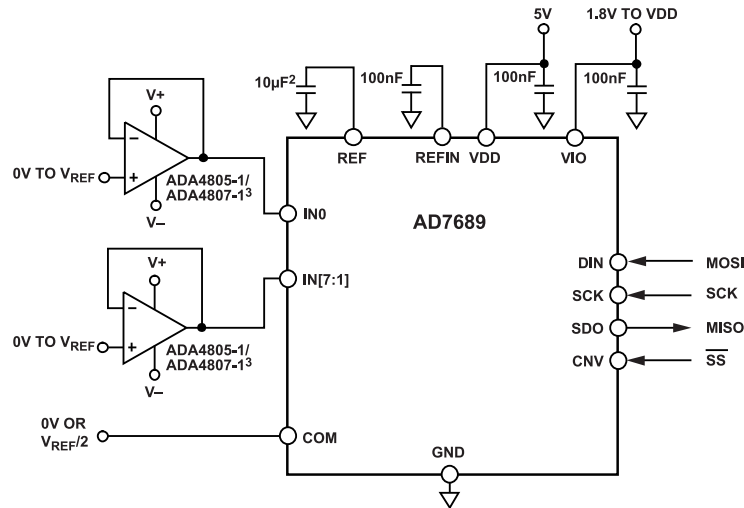 5V
1.8V TO VDD
10µF²
100nF
100nF
100nF
V+
–
+
0V TO VREF
ADA4805-1/
ADA4807-1³
V–
REF
REFIN
VDD
VIO
IN0
AD7689
V+
–
+
0V TO VREF
ADA4805-1/
ADA4807-1³
V–
IN[7:1]
DIN
MOSI
SCK
SCK
SDO
MISO
CNV
S̅S̅
0V OR
VREF/2
COM
GND